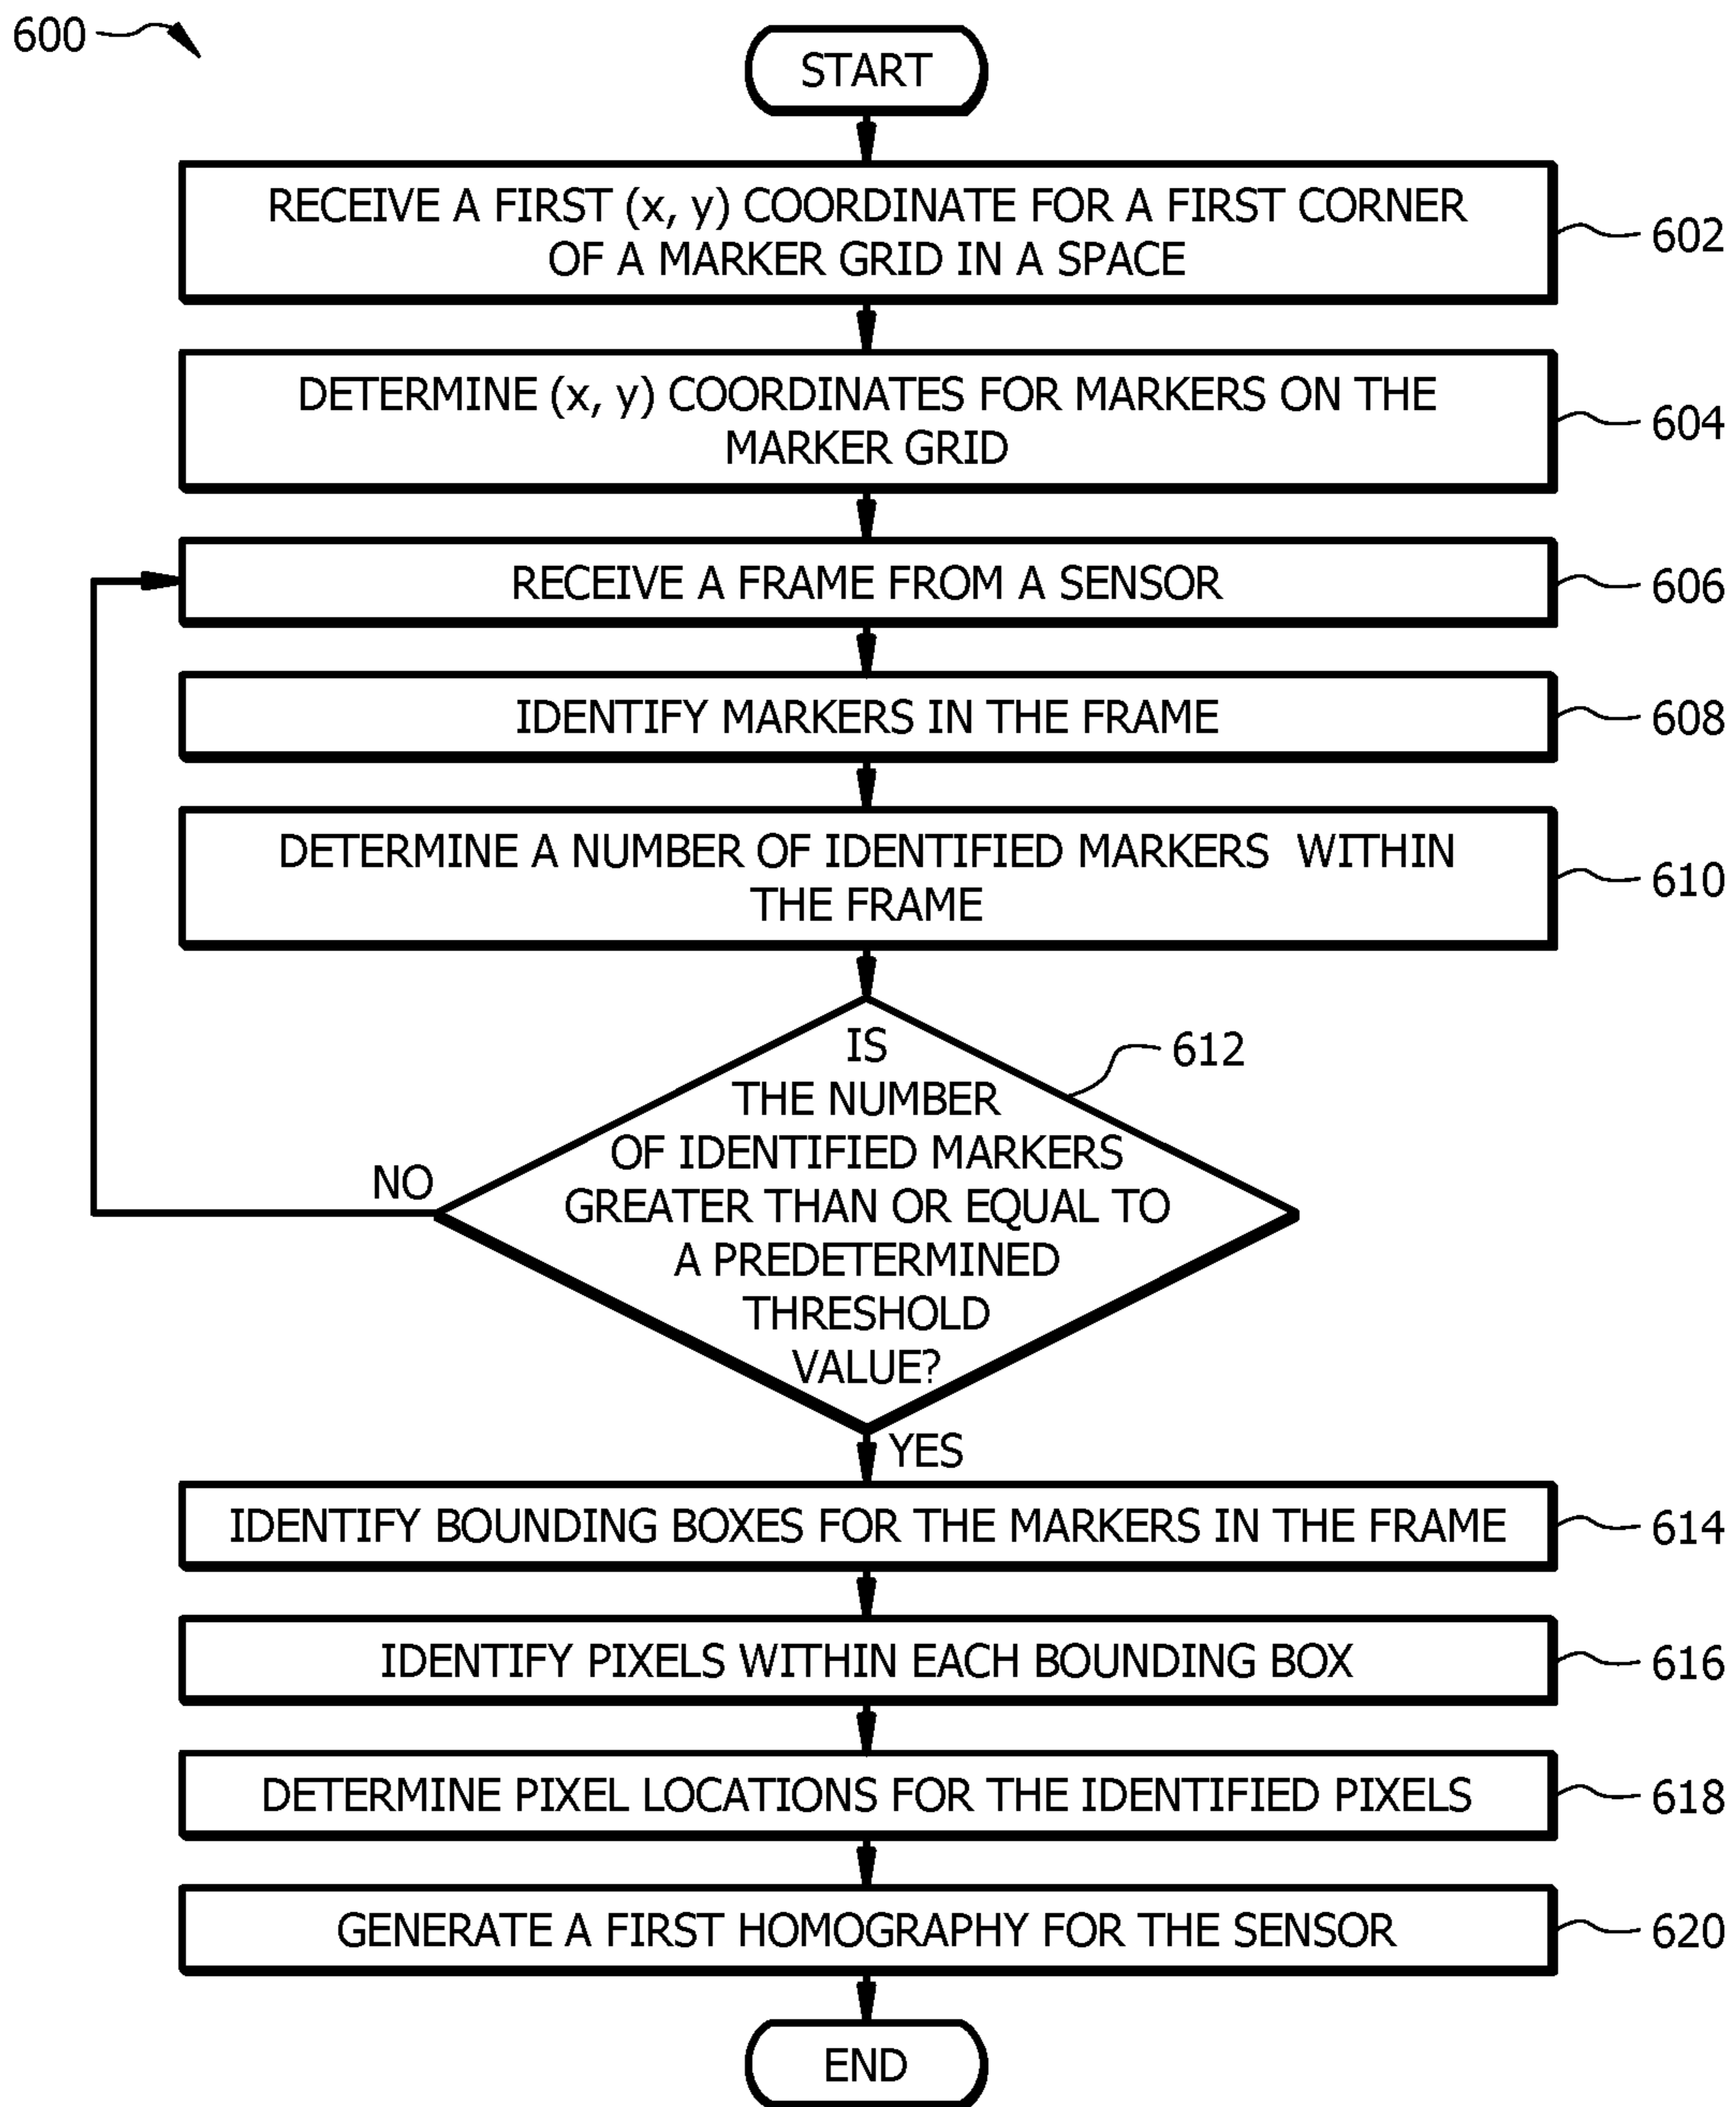 600
START
RECEIVE A FIRST (x, y) COORDINATE FOR A FIRST CORNER
OF A MARKER GRID IN A SPACE
602
DETERMINE (x, y) COORDINATES FOR MARKERS ON THE
MARKER GRID
604
RECEIVE A FRAME FROM A SENSOR
606
IDENTIFY MARKERS IN THE FRAME
608
DETERMINE A NUMBER OF IDENTIFIED MARKERS WITHIN
THE FRAME
610
IS
THE NUMBER
OF IDENTIFIED MARKERS
GREATER THAN OR EQUAL TO
A PREDETERMINED
THRESHOLD
VALUE?
612
NO
YES
IDENTIFY BOUNDING BOXES FOR THE MARKERS IN THE FRAME
614
IDENTIFY PIXELS WITHIN EACH BOUNDING BOX
616
DETERMINE PIXEL LOCATIONS FOR THE IDENTIFIED PIXELS
618
GENERATE A FIRST HOMOGRAPHY FOR THE SENSOR
620
END